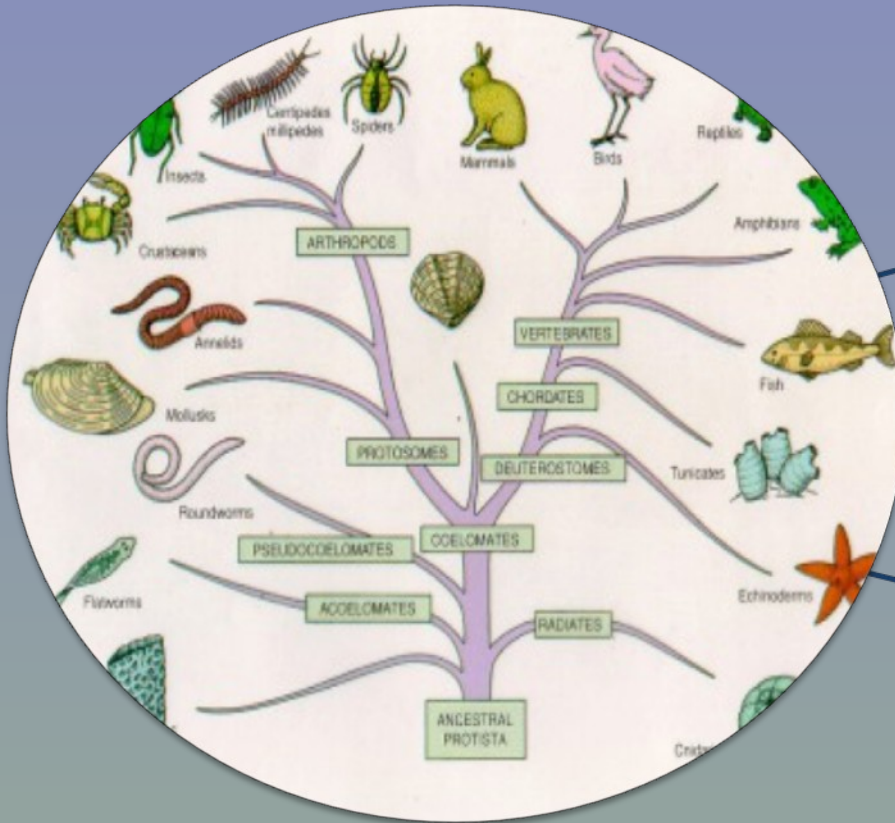 Centipedes
millipedes
Spiders
Mammals
Birds
Reptiles
Insects
Amphibians
Crustaceans
ARTHROPODS
Annelids
VERTEBRATES
Fish
CHORDATES
Mollusks
PROTOSOMES
DEUTEROSTOMES
Tunicates
Roundworms
COELOMATES
PSEUDOCOELOMATES
Flatworms
ACOELOMATES
RADIATES
Echinoderms
ANCESTRAL
PROTISTA